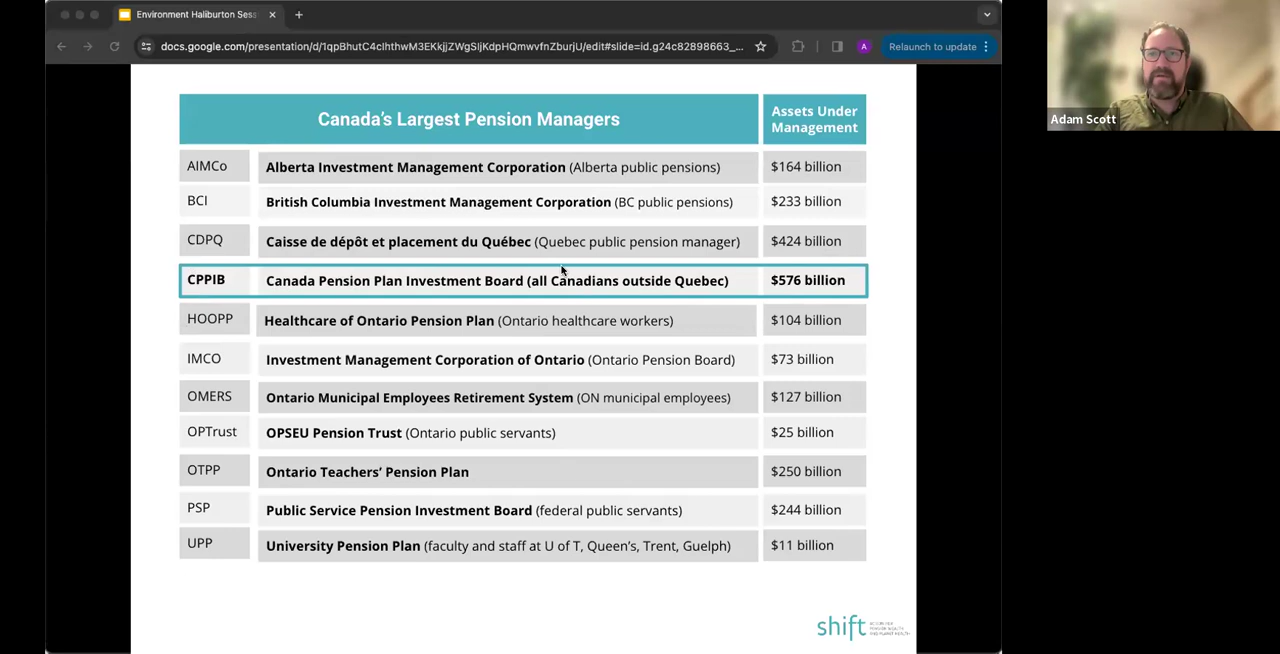 Environment Haliburton Sess
docs.google.com/presentation/d/1qpBhutC4clhthwM3EKkjjZWgSljKdpHQmwvfnZburjU/edit#slide=id.g24c82898663_...
A
Relaunch to update
Adam Scott
Canada's Largest Pension Managers
Assets Under
Management
AIMCo Alberta Investment Management Corporation (Alberta public pensions) $164 billion
BCI British Columbia Investment Management Corporation (BC public pensions) $233 billion
CDPQ Caisse de dépôt et placement du Québec (Quebec public pension manager) $424 billion
CPPIB Canada Pension Plan Investment Board (all Canadians outside Quebec) $576 billion
HOOPP Healthcare of Ontario Pension Plan (Ontario healthcare workers) $104 billion
IMCO Investment Management Corporation of Ontario (Ontario Pension Board) $73 billion
OMERS Ontario Municipal Employees Retirement System (ON municipal employees) $127 billion
OPTrust OPSEU Pension Trust (Ontario public servants) $25 billion
OTPP Ontario Teachers' Pension Plan $250 billion
PSP Public Service Pension Investment Board (federal public servants) $244 billion
UPP University Pension Plan (faculty and staff at U of T, Queen's, Trent, Guelph) $11 billion
shift